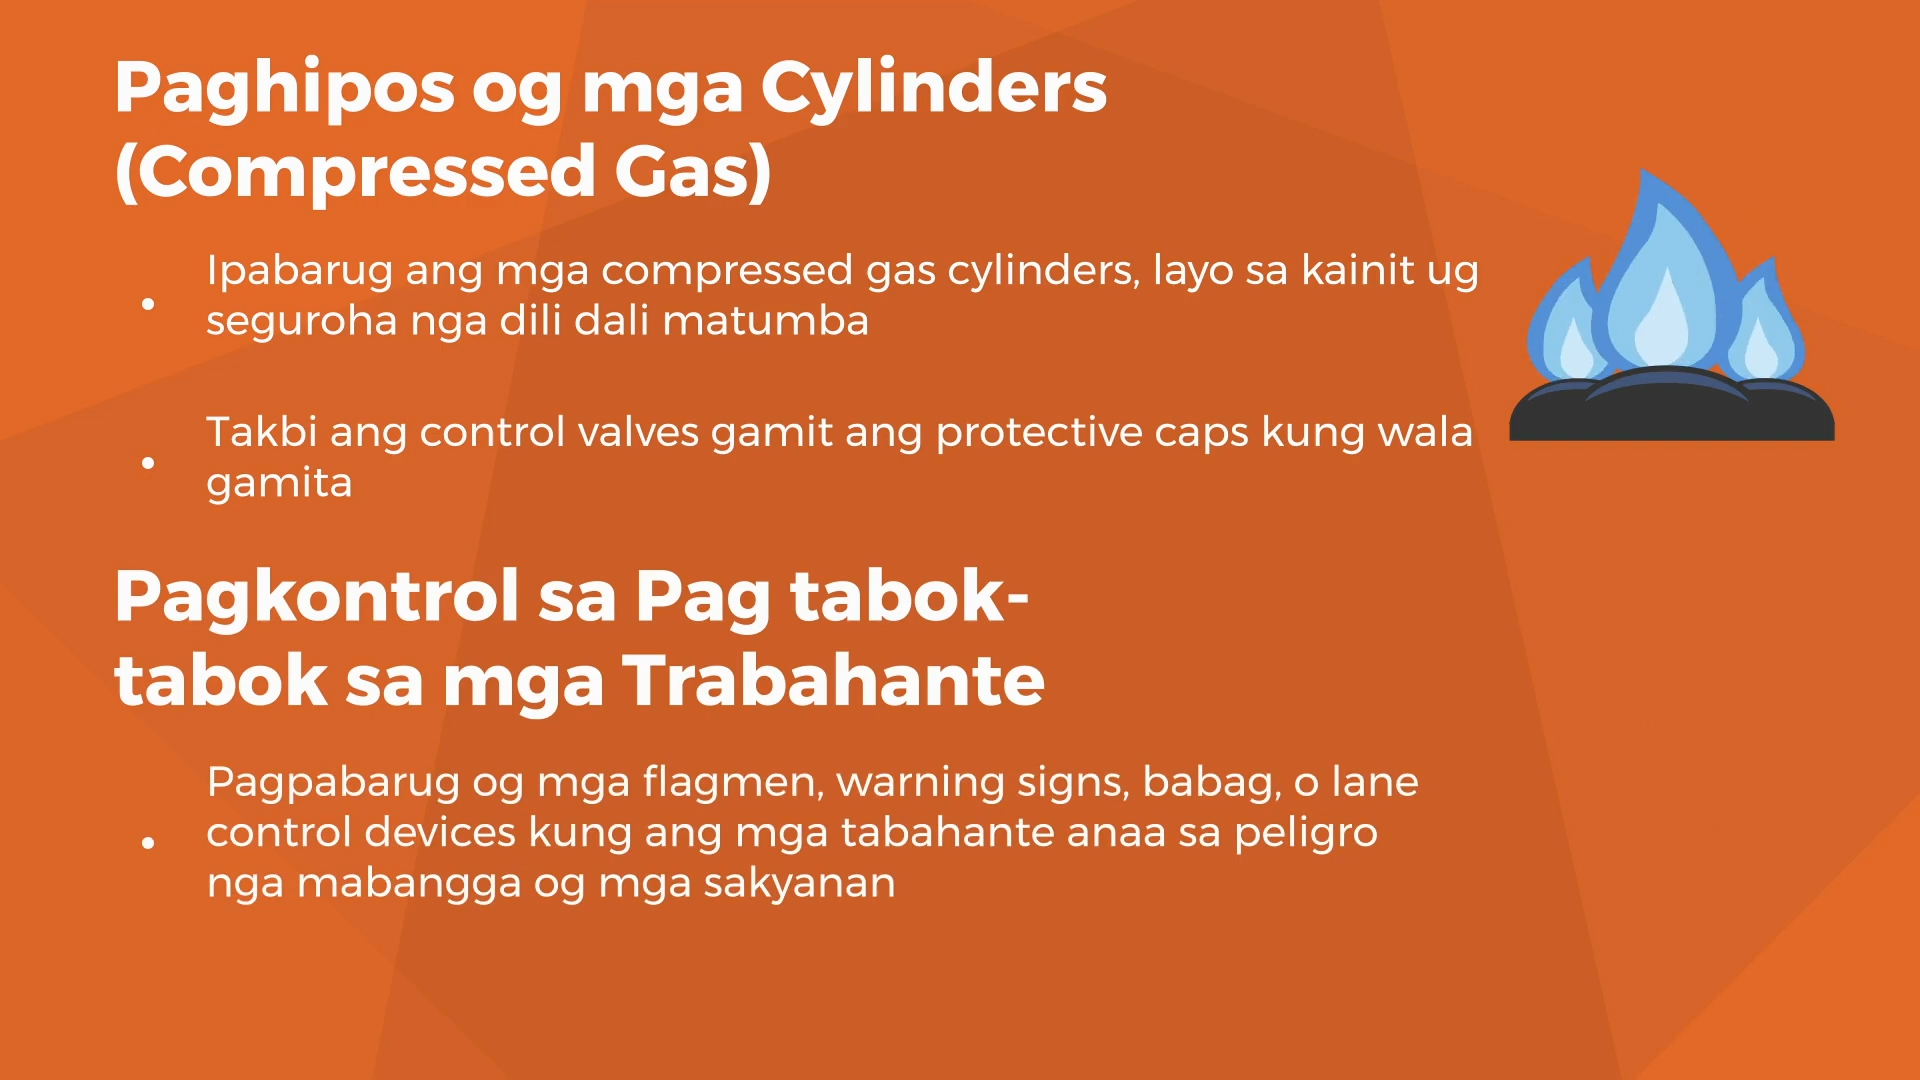 Paghipos og mga Cylinders
(Compressed Gas)
Ipabarug ang mga compressed gas cylinders, layo sa kainit ug
seguroha nga dili dali matumba
Takbi ang control valves gamit ang protective caps kung wala
gamita
Pagkontrol sa Pag tabok-
tabok sa mga Trabahante
Pagpabarug og mga flagmen, warning signs, babag, o lane
control devices kung ang mga tabahante anaa sa peligro
nga mabangga og mga sakyanan